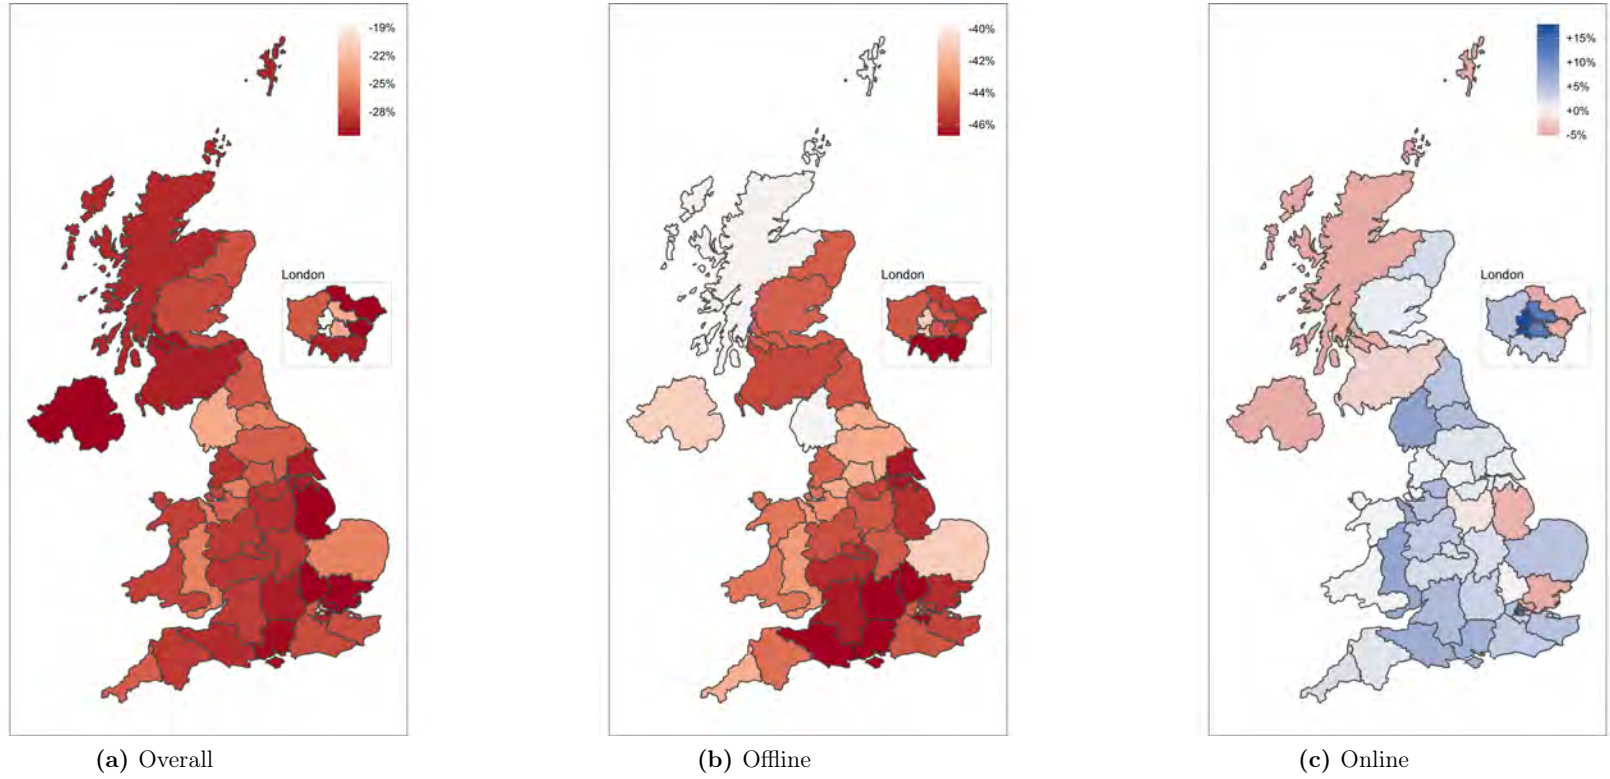 -19%
-22%
-25%
-28%
London
(a) Overall
-40%
-42%
-44%
-46%
London
(b) Offline
+15%
+10%
+5%
+0%
-5%
London
(c) Online